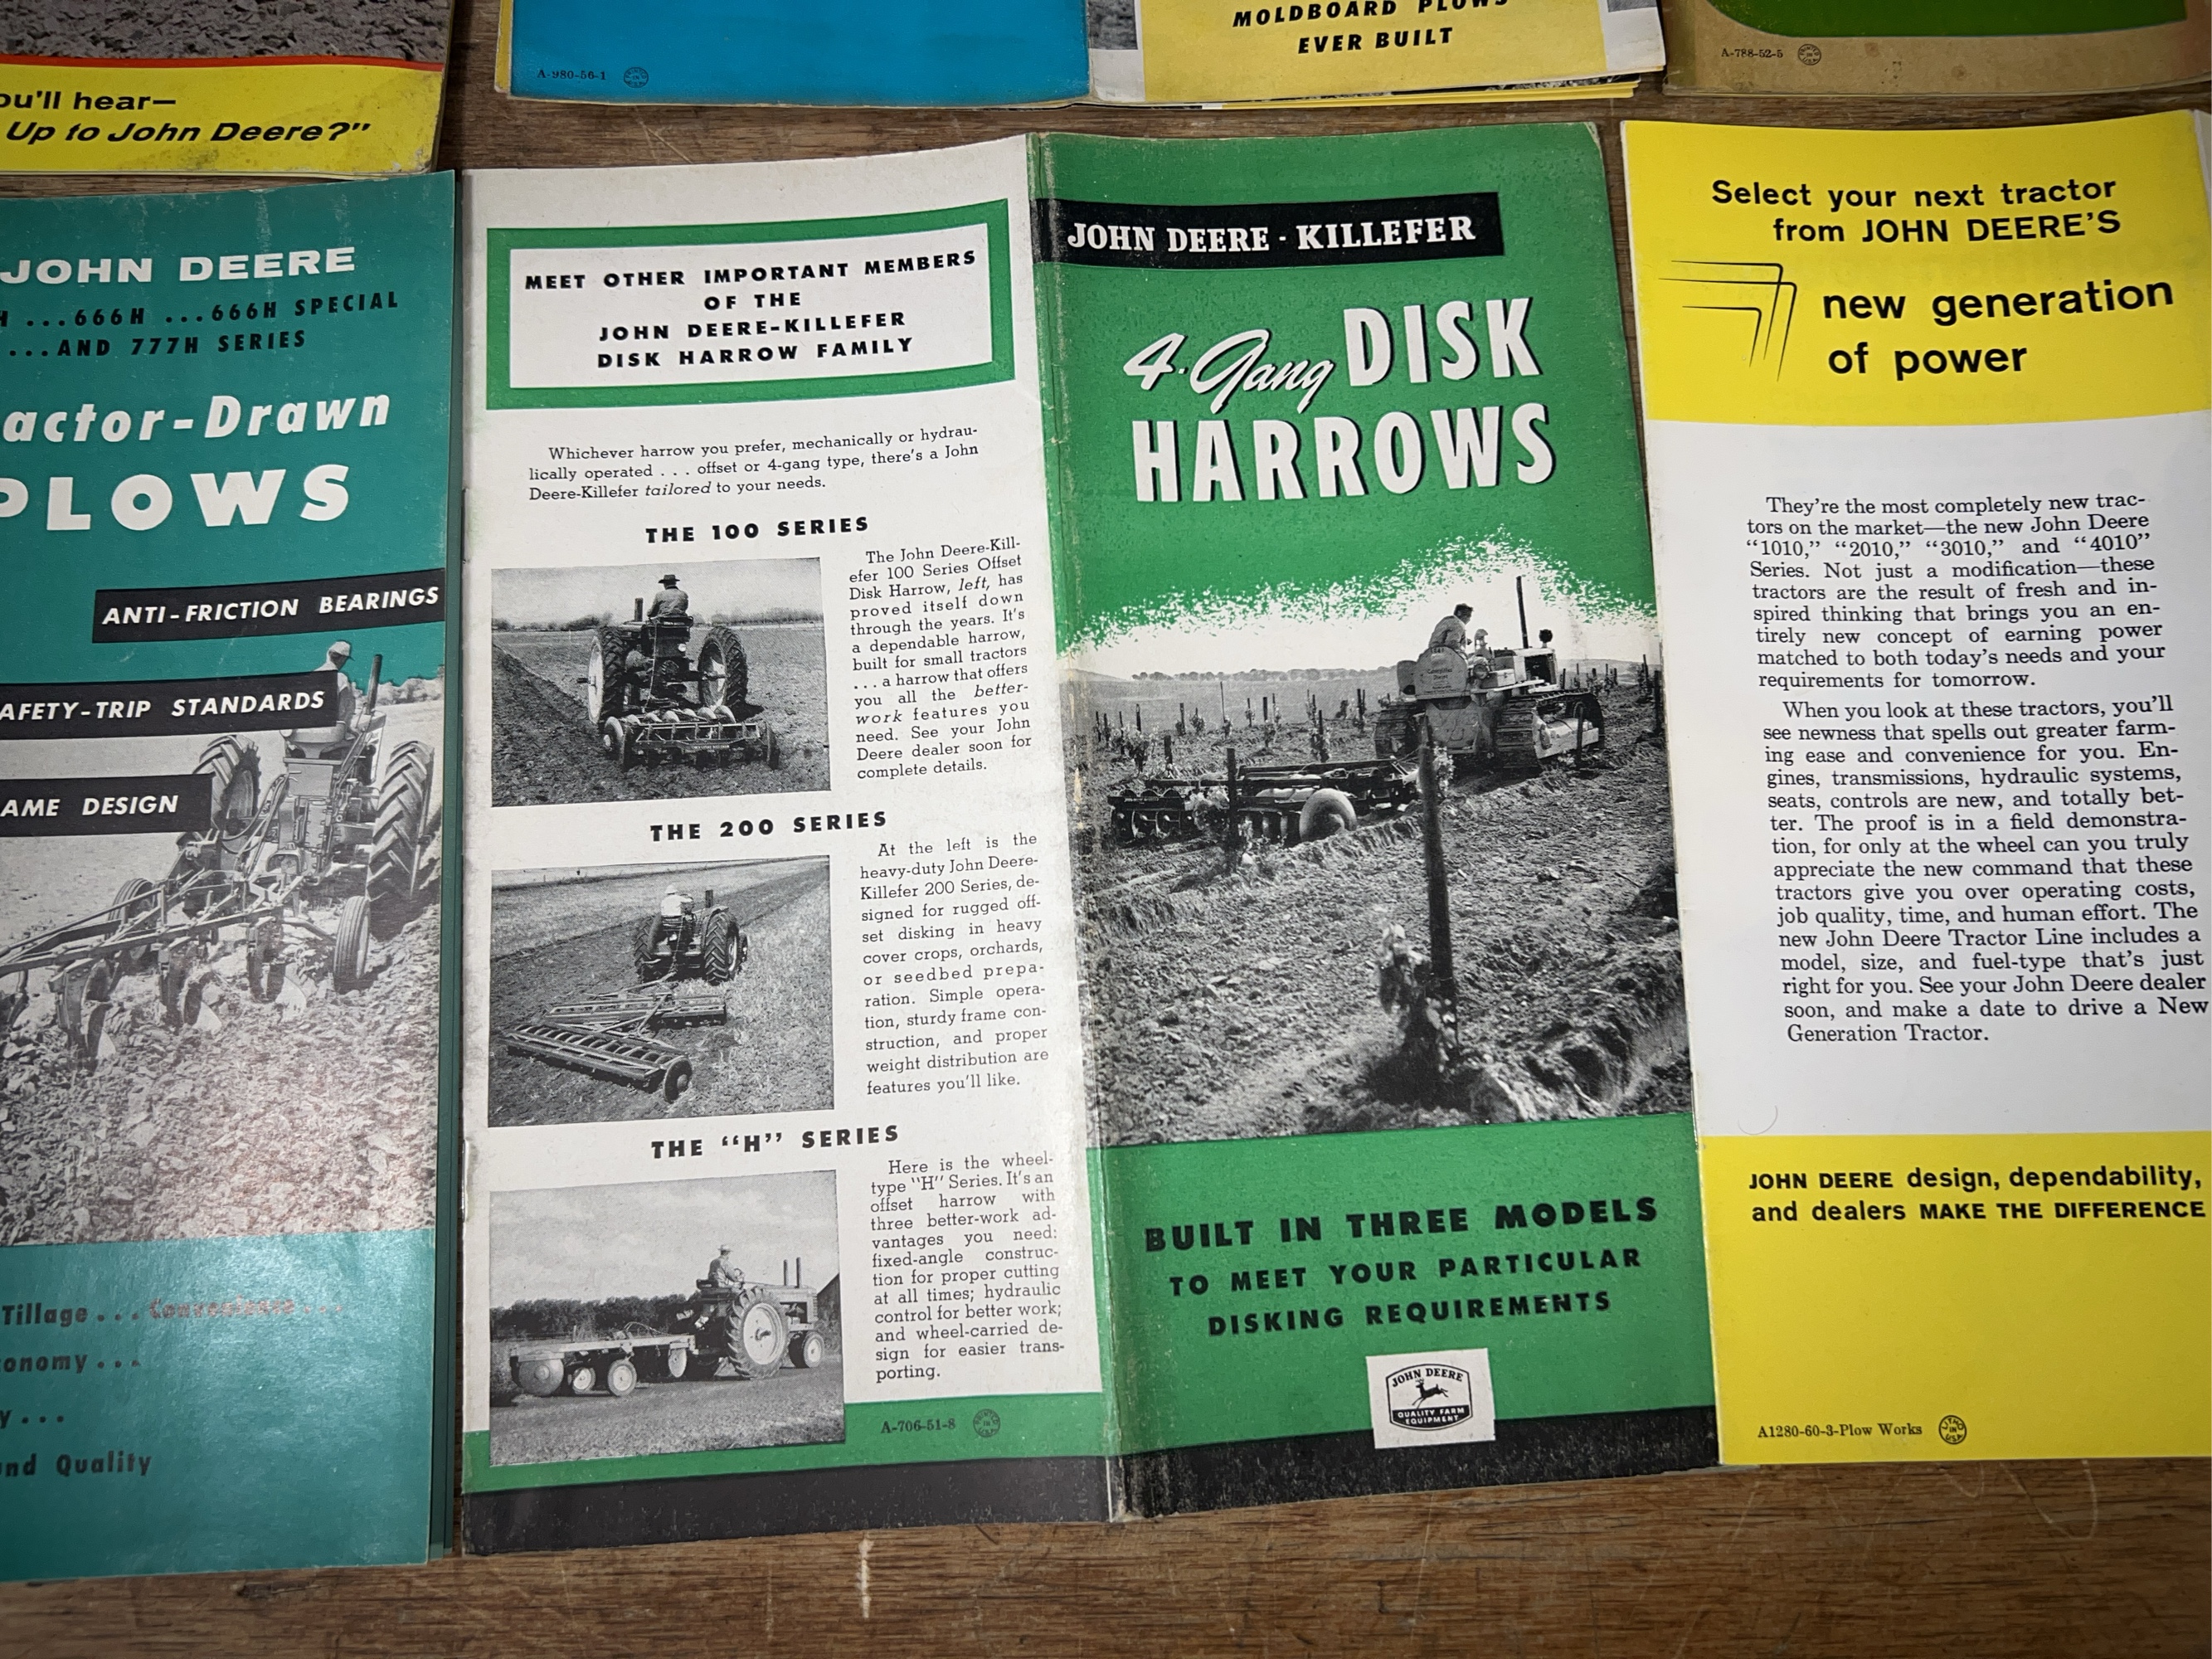 ou'll hear—
Up to John Deere?"
A-980-56-1
MOLDBOARD PLOWS
EVER BUILT
A-788-52-5
JOHN DEERE
H ...666H ...666H SPECIAL
...AND 777H SERIES
actor-Drawn
PLOWS
ANTI-FRICTION BEARINGS
AFETY-TRIP STANDARDS
AME DESIGN
Tillage... Convenience...
onomy...
y...
nd Quality
MEET OTHER IMPORTANT MEMBERS
OF THE
JOHN DEERE-KILLEFER
DISK HARROW FAMILY
Whichever harrow you prefer, mechanically or hydrau-
lically operated . . . offset or 4-gang type, there's a John
Deere-Killefer tailored to your needs.
THE 100 SERIES
The John Deere-Kill-
efer 100 Series Offset
Disk Harrow, left, has
proved itself down
through the years. It's
a dependable harrow,
built for small tractors
. . . a harrow that offers
you all the better-
work features you
need. See your John
Deere dealer soon for
complete details.
THE 200 SERIES
At the left is the
heavy-duty John Deere-
Killefer 200 Series, de-
signed for rugged off-
set disking in heavy
cover crops, orchards,
or seedbed prepa-
ration. Simple opera-
tion, sturdy frame con-
struction, and proper
weight distribution are
features you'll like.
THE "H" SERIES
Here is the wheel-
type "H" Series. It's an
offset harrow with
three better-work ad-
vantages you need:
fixed-angle construc-
tion for proper cutting
at all times; hydraulic
control for better work;
and wheel-carried de-
sign for easier trans-
porting.
A-706-51-8
JOHN DEERE - KILLEFER
4-Gang DISK
HARROWS
BUILT IN THREE MODELS
TO MEET YOUR PARTICULAR
DISKING REQUIREMENTS
JOHN DEERE
QUALITY FARM
EQUIPMENT
Select your next tractor
from JOHN DEERE'S
new generation
of power
They're the most completely new trac-
tors on the market—the new John Deere
"1010," "2010," "3010," and "4010"
Series. Not just a modification—these
tractors are the result of fresh and in-
spired thinking that brings you an en-
tirely new concept of earning power
matched to both today's needs and your
requirements for tomorrow.
When you look at these tractors, you'll
see newness that spells out greater farm-
ing ease and convenience for you. En-
gines, transmissions, hydraulic systems,
seats, controls are new, and totally bet-
ter. The proof is in a field demonstra-
tion, for only at the wheel can you truly
appreciate the new command that these
tractors give you over operating costs,
job quality, time, and human effort. The
new John Deere Tractor Line includes a
model, size, and fuel-type that's just
right for you. See your John Deere dealer
soon, and make a date to drive a New
Generation Tractor.
JOHN DEERE design, dependability,
and dealers MAKE THE DIFFERENCE
A1280-60-3-Plow Works
LITHO
IN
U.S.A.